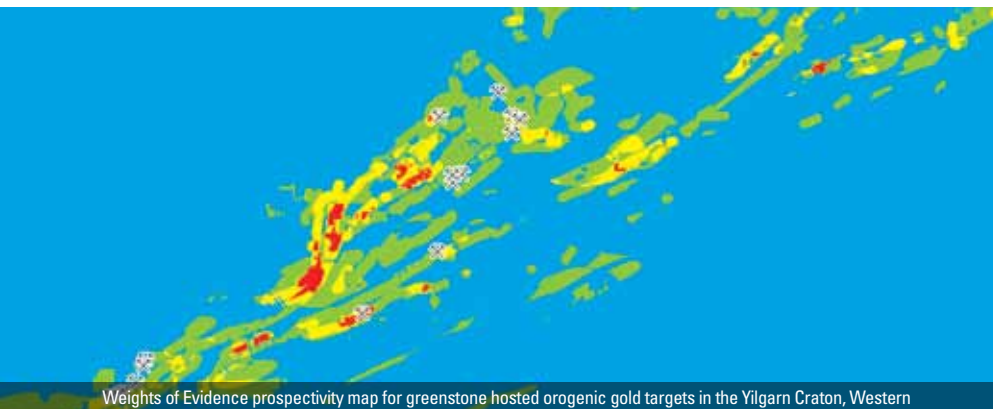 Weights of Evidence prospectivity map for greenstone hosted orogenic gold targets in the Yilgarn Craton, Western